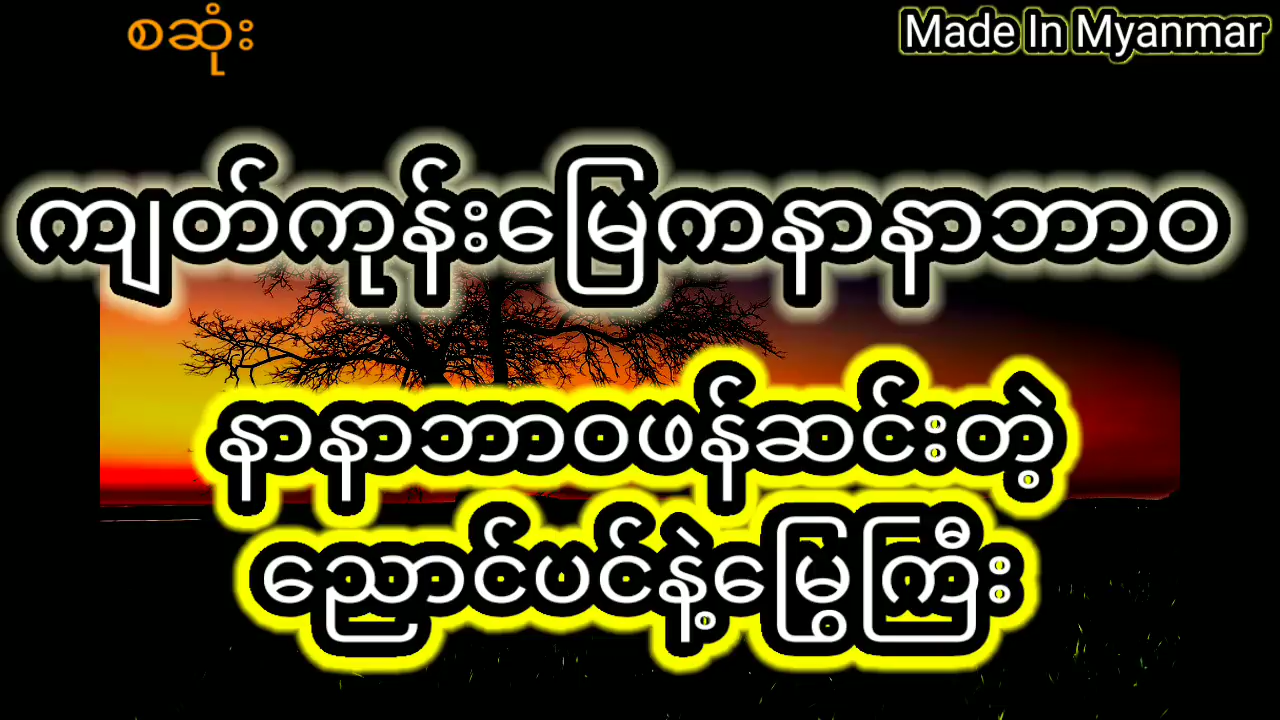 စဆုံး
Made In Myanmar
ကျတ်ကုန်းမြေကနာနာဘာဝ
နာနာဘာဝဖန်ဆင်းတဲ့
ညောင်ပင်နဲ့မြွေကြီး